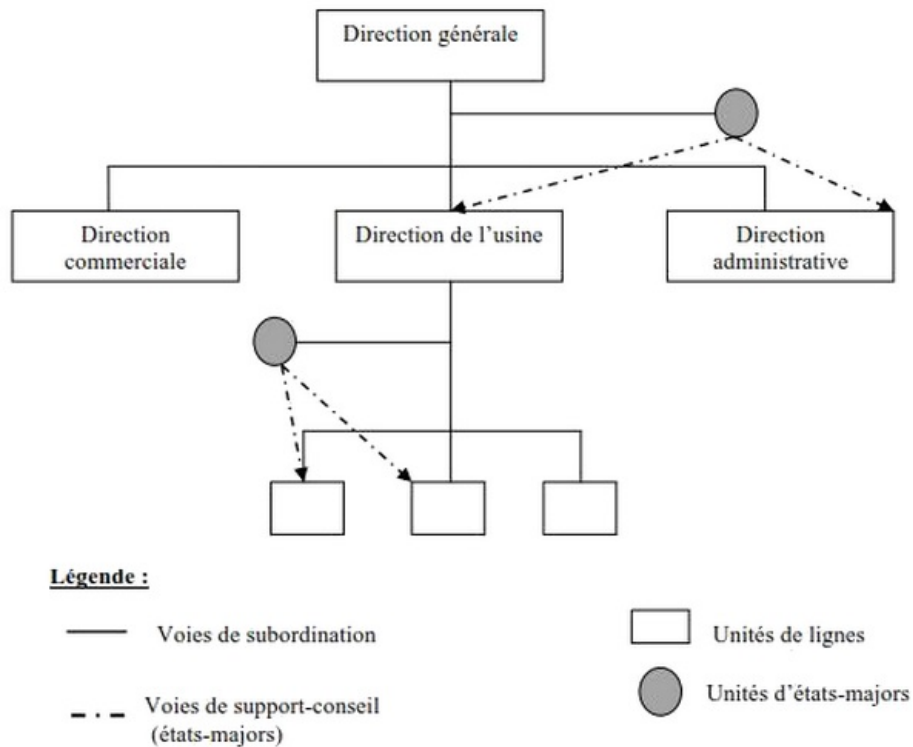 Direction générale
Direction
commerciale
Direction de l’usine
Direction
administrative
Légende :
Voies de subordination
Unités de lignes
Voies de support-conseil
(états-majors)
Unités d’états-majors